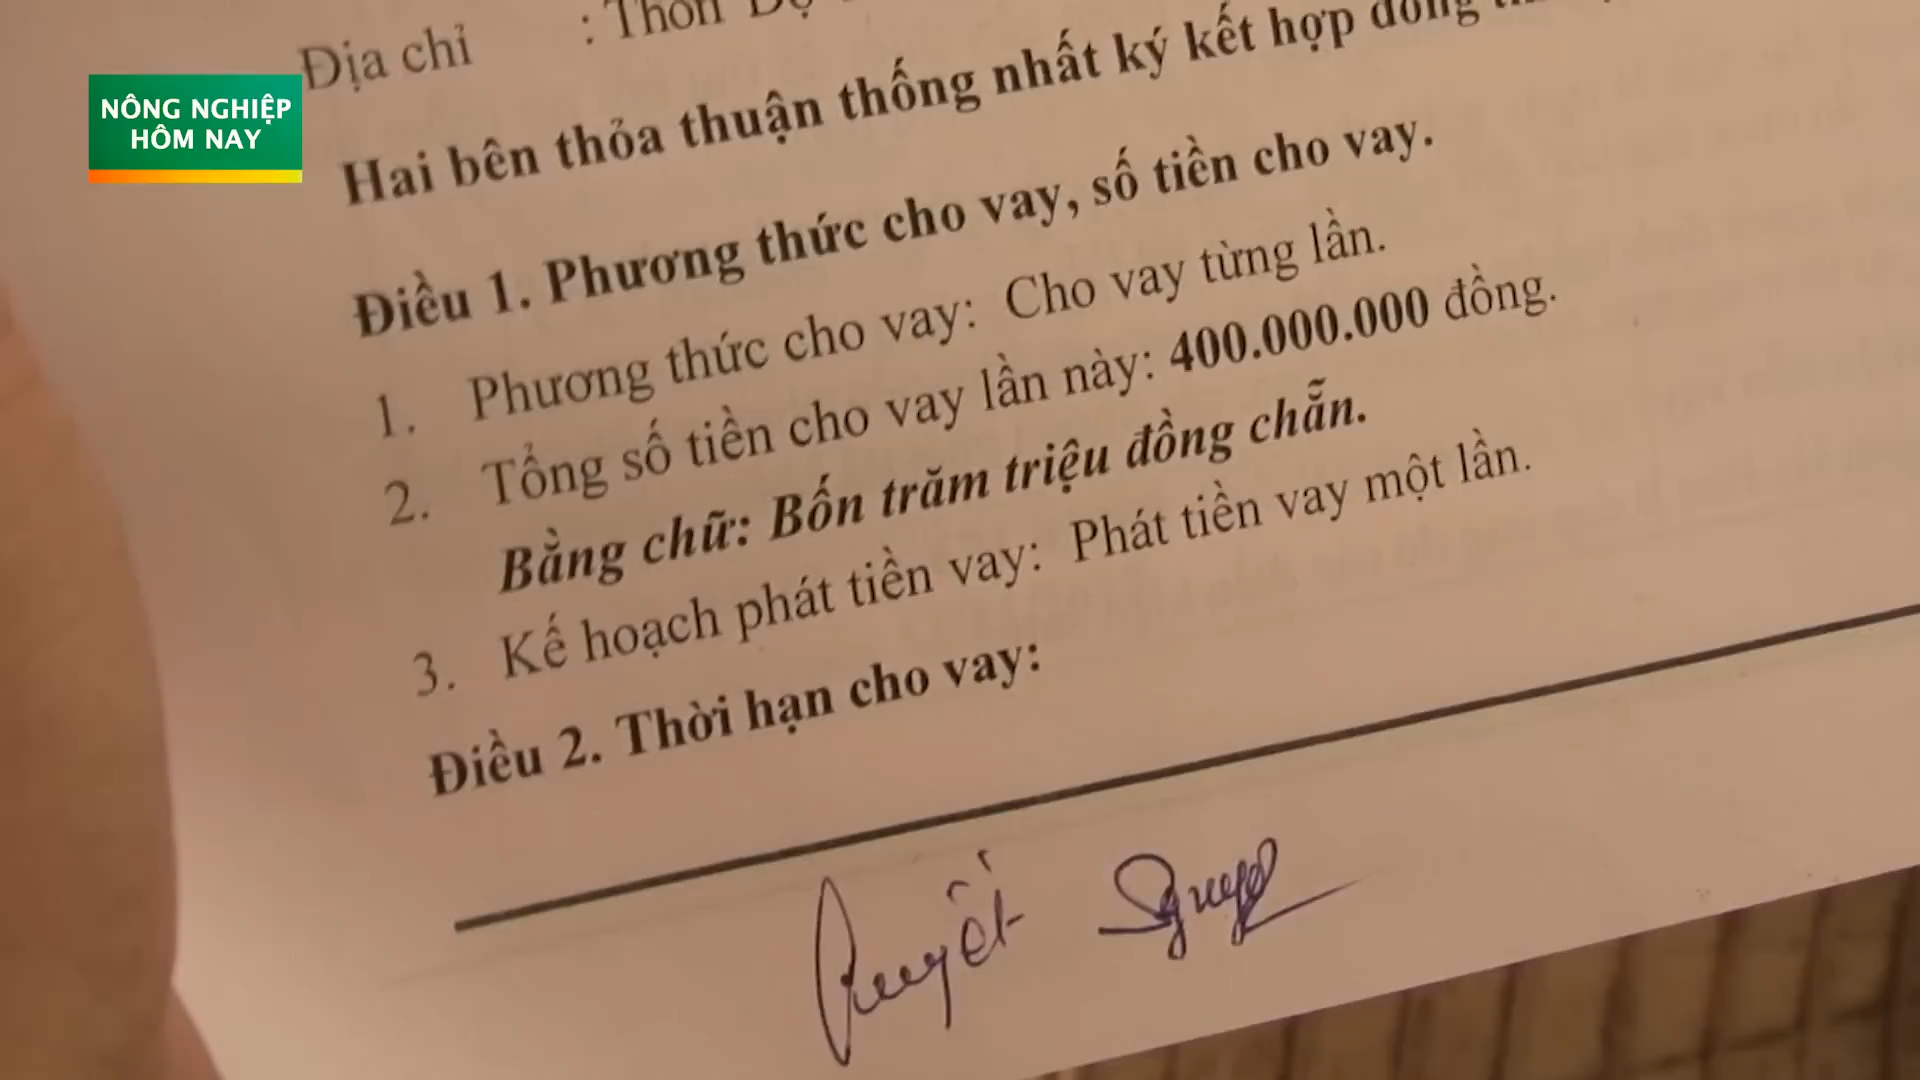 NÔNG NGHIỆP
HÔM NAY
Địa chỉ : Thôn
Hai bên thỏa thuận thống nhất ký kết hợp đồng
Điều 1. Phương thức cho vay, số tiền cho vay.
1. Phương thức cho vay: Cho vay từng lần.
2. Tổng số tiền cho vay lần này: 400.000.000 đồng.
Bằng chữ: Bốn trăm triệu đồng chẵn.
3. Kế hoạch phát tiền vay: Phát tiền vay một lần.
Điều 2. Thời hạn cho vay: